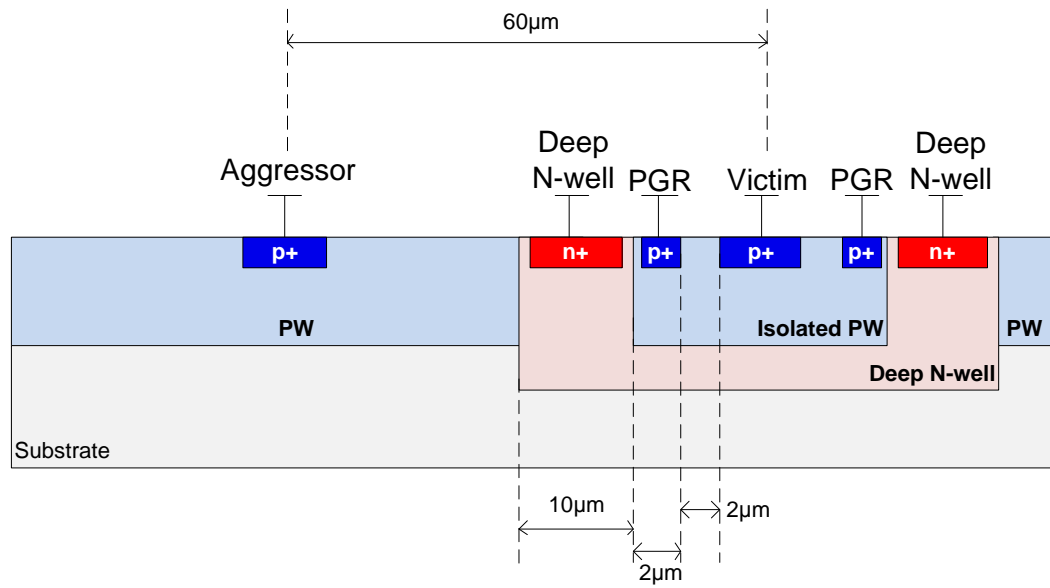 60µm
Aggressor
Deep
N-well
PGR
Victim
PGR
Deep
N-well
p+
n+
p+
p+
p+
n+
PW
Isolated PW
PW
Deep N-well
Substrate
10µm
2µm
2µm